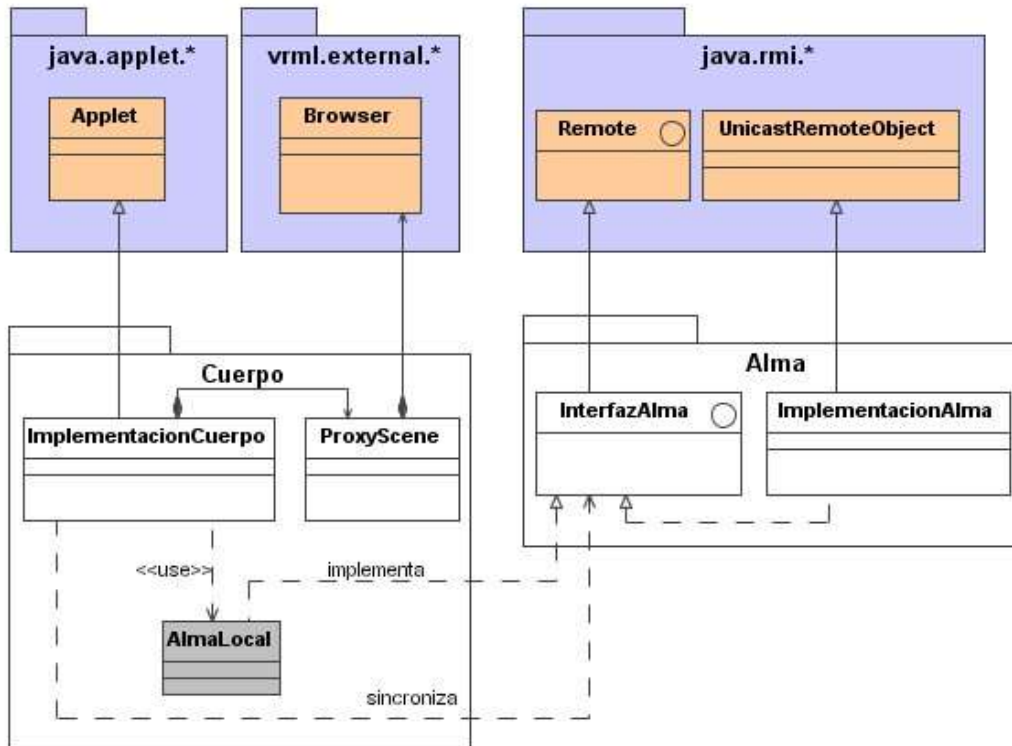 java.applet.*
vrml.external.*
java.rmi.*
Applet
Browser
Remote
UnicastRemoteObject
Cuerpo
Alma
ImplementacionCuerpo
ProxyScene
InterfazAlma
ImplementacionAlma
<<use>>
implementa
AlmaLocal
sincroniza